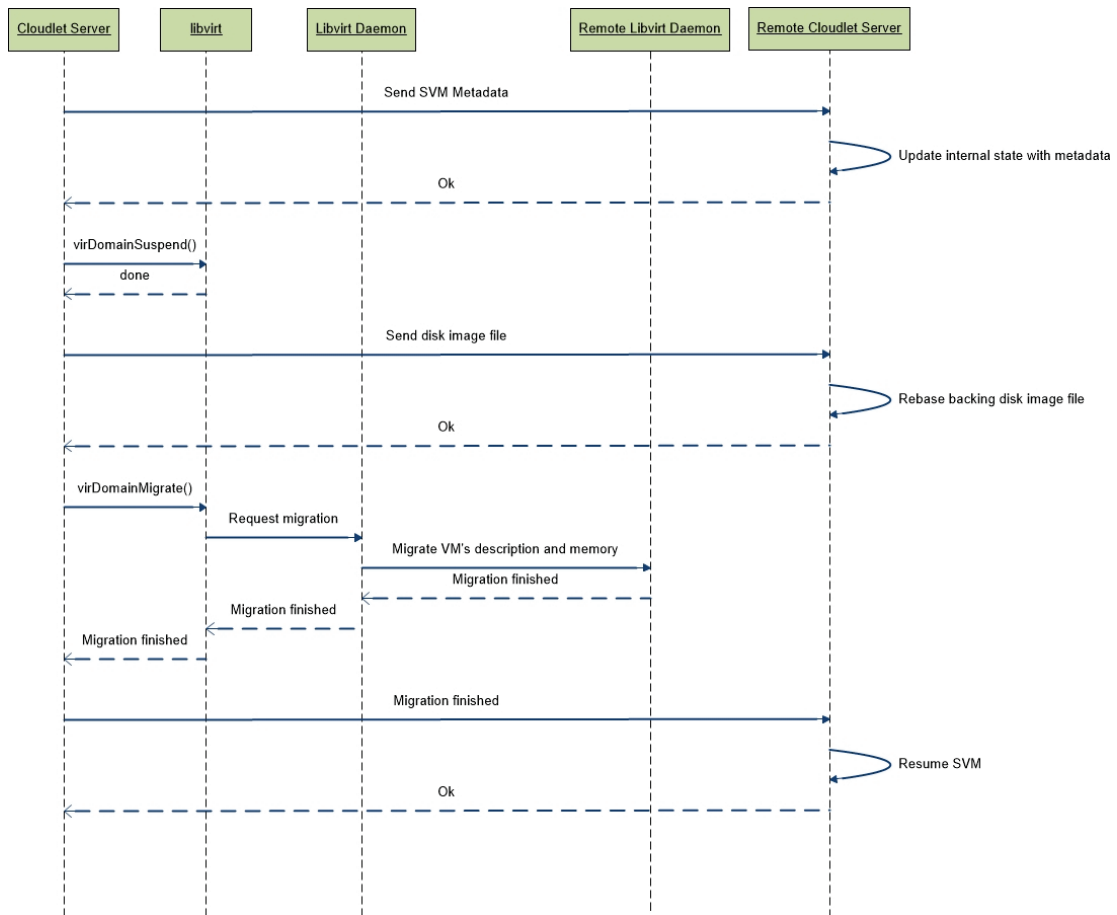 Cloudlet Server
libvirt
Libvirt Daemon
Remote Libvirt Daemon
Remote Cloudlet Server
Send SVM Metadata
Update internal state with metadata
Ok
virDomainSuspend()
done
Send disk image file
Rebase backing disk image file
Ok
virDomainMigrate()
Request migration
Migrate VM's description and memory
Migration finished
Migration finished
Migration finished
Migration finished
Resume SVM
Ok